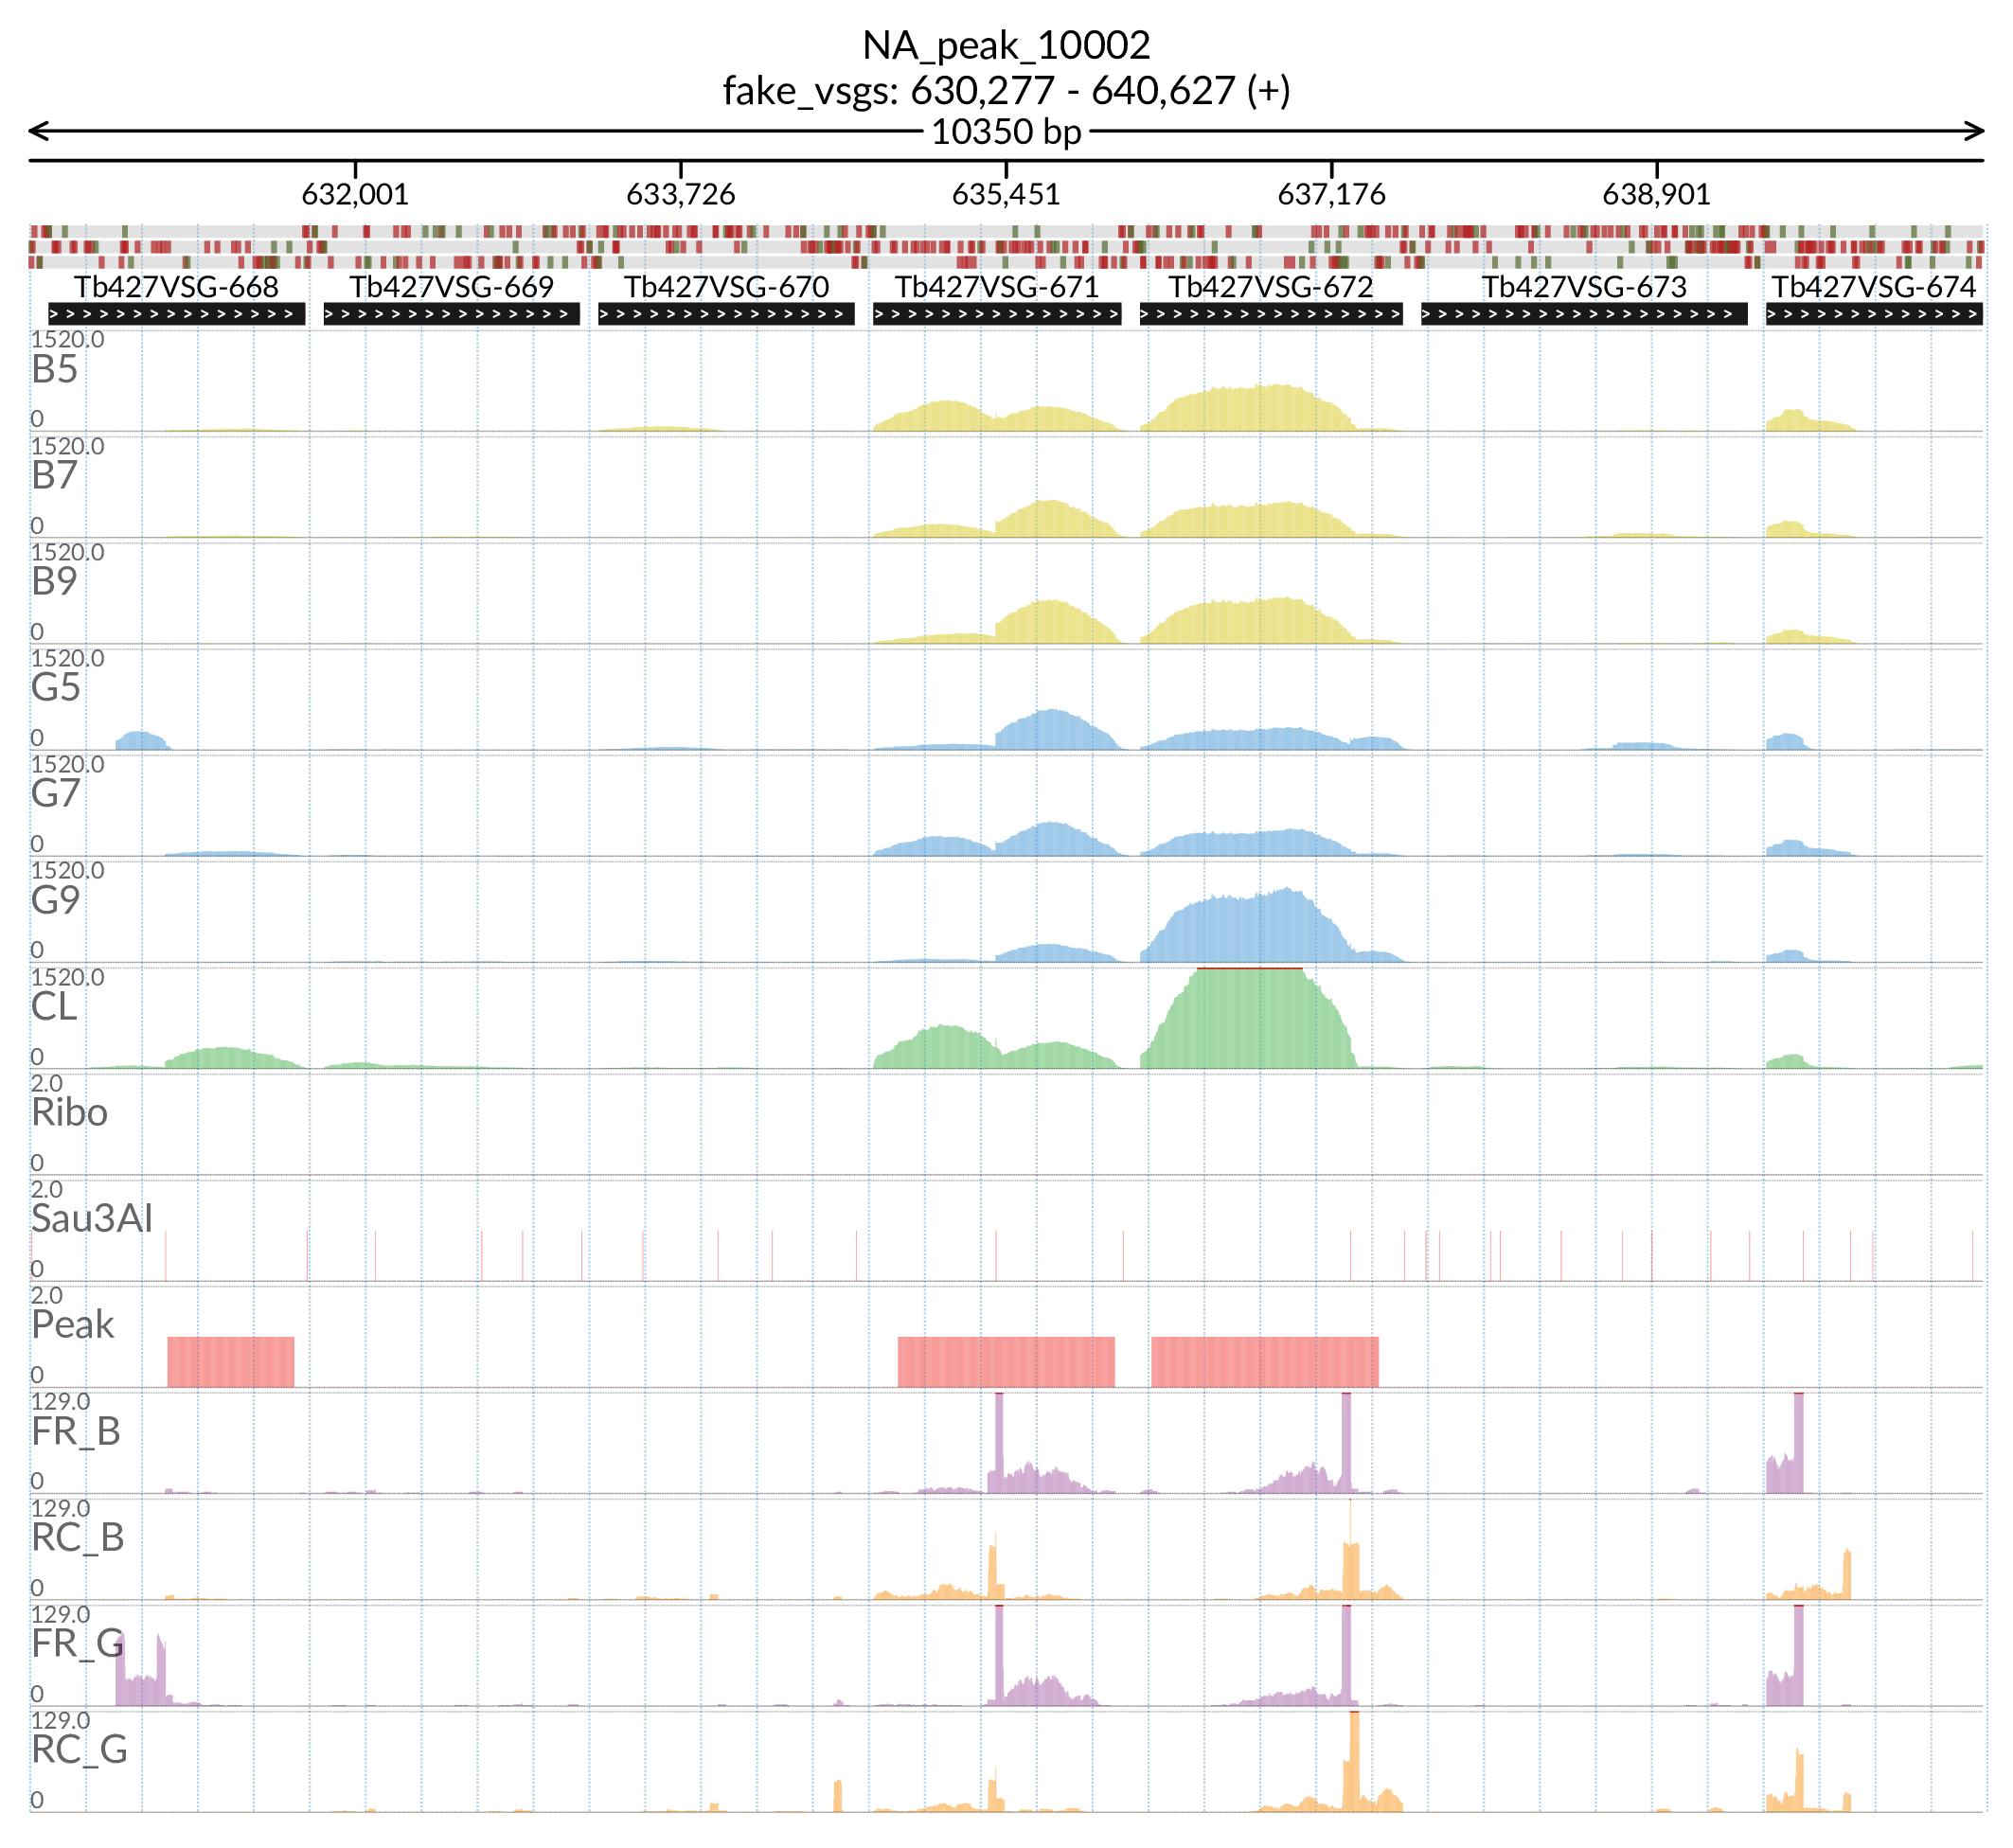 NA_peak_10002
fake_vsgs: 630,277 - 640,627 (+)
10350 bp
632,001 633,726 635,451 637,176 638,901
Tb427VSG-668 Tb427VSG-669 Tb427VSG-670 Tb427VSG-671 Tb427VSG-672 Tb427VSG-673 Tb427VSG-674
1520.0
B5
0
1520.0
B7
0
1520.0
B9
0
1520.0
G5
0
1520.0
G7
0
1520.0
G9
0
1520.0
CL
0
2.0
Ribo
0
2.0
Sau3AI
0
2.0
Peak
0
129.0
FR_B
0
129.0
RC_B
0
129.0
FR_G
0
129.0
RC_G
0